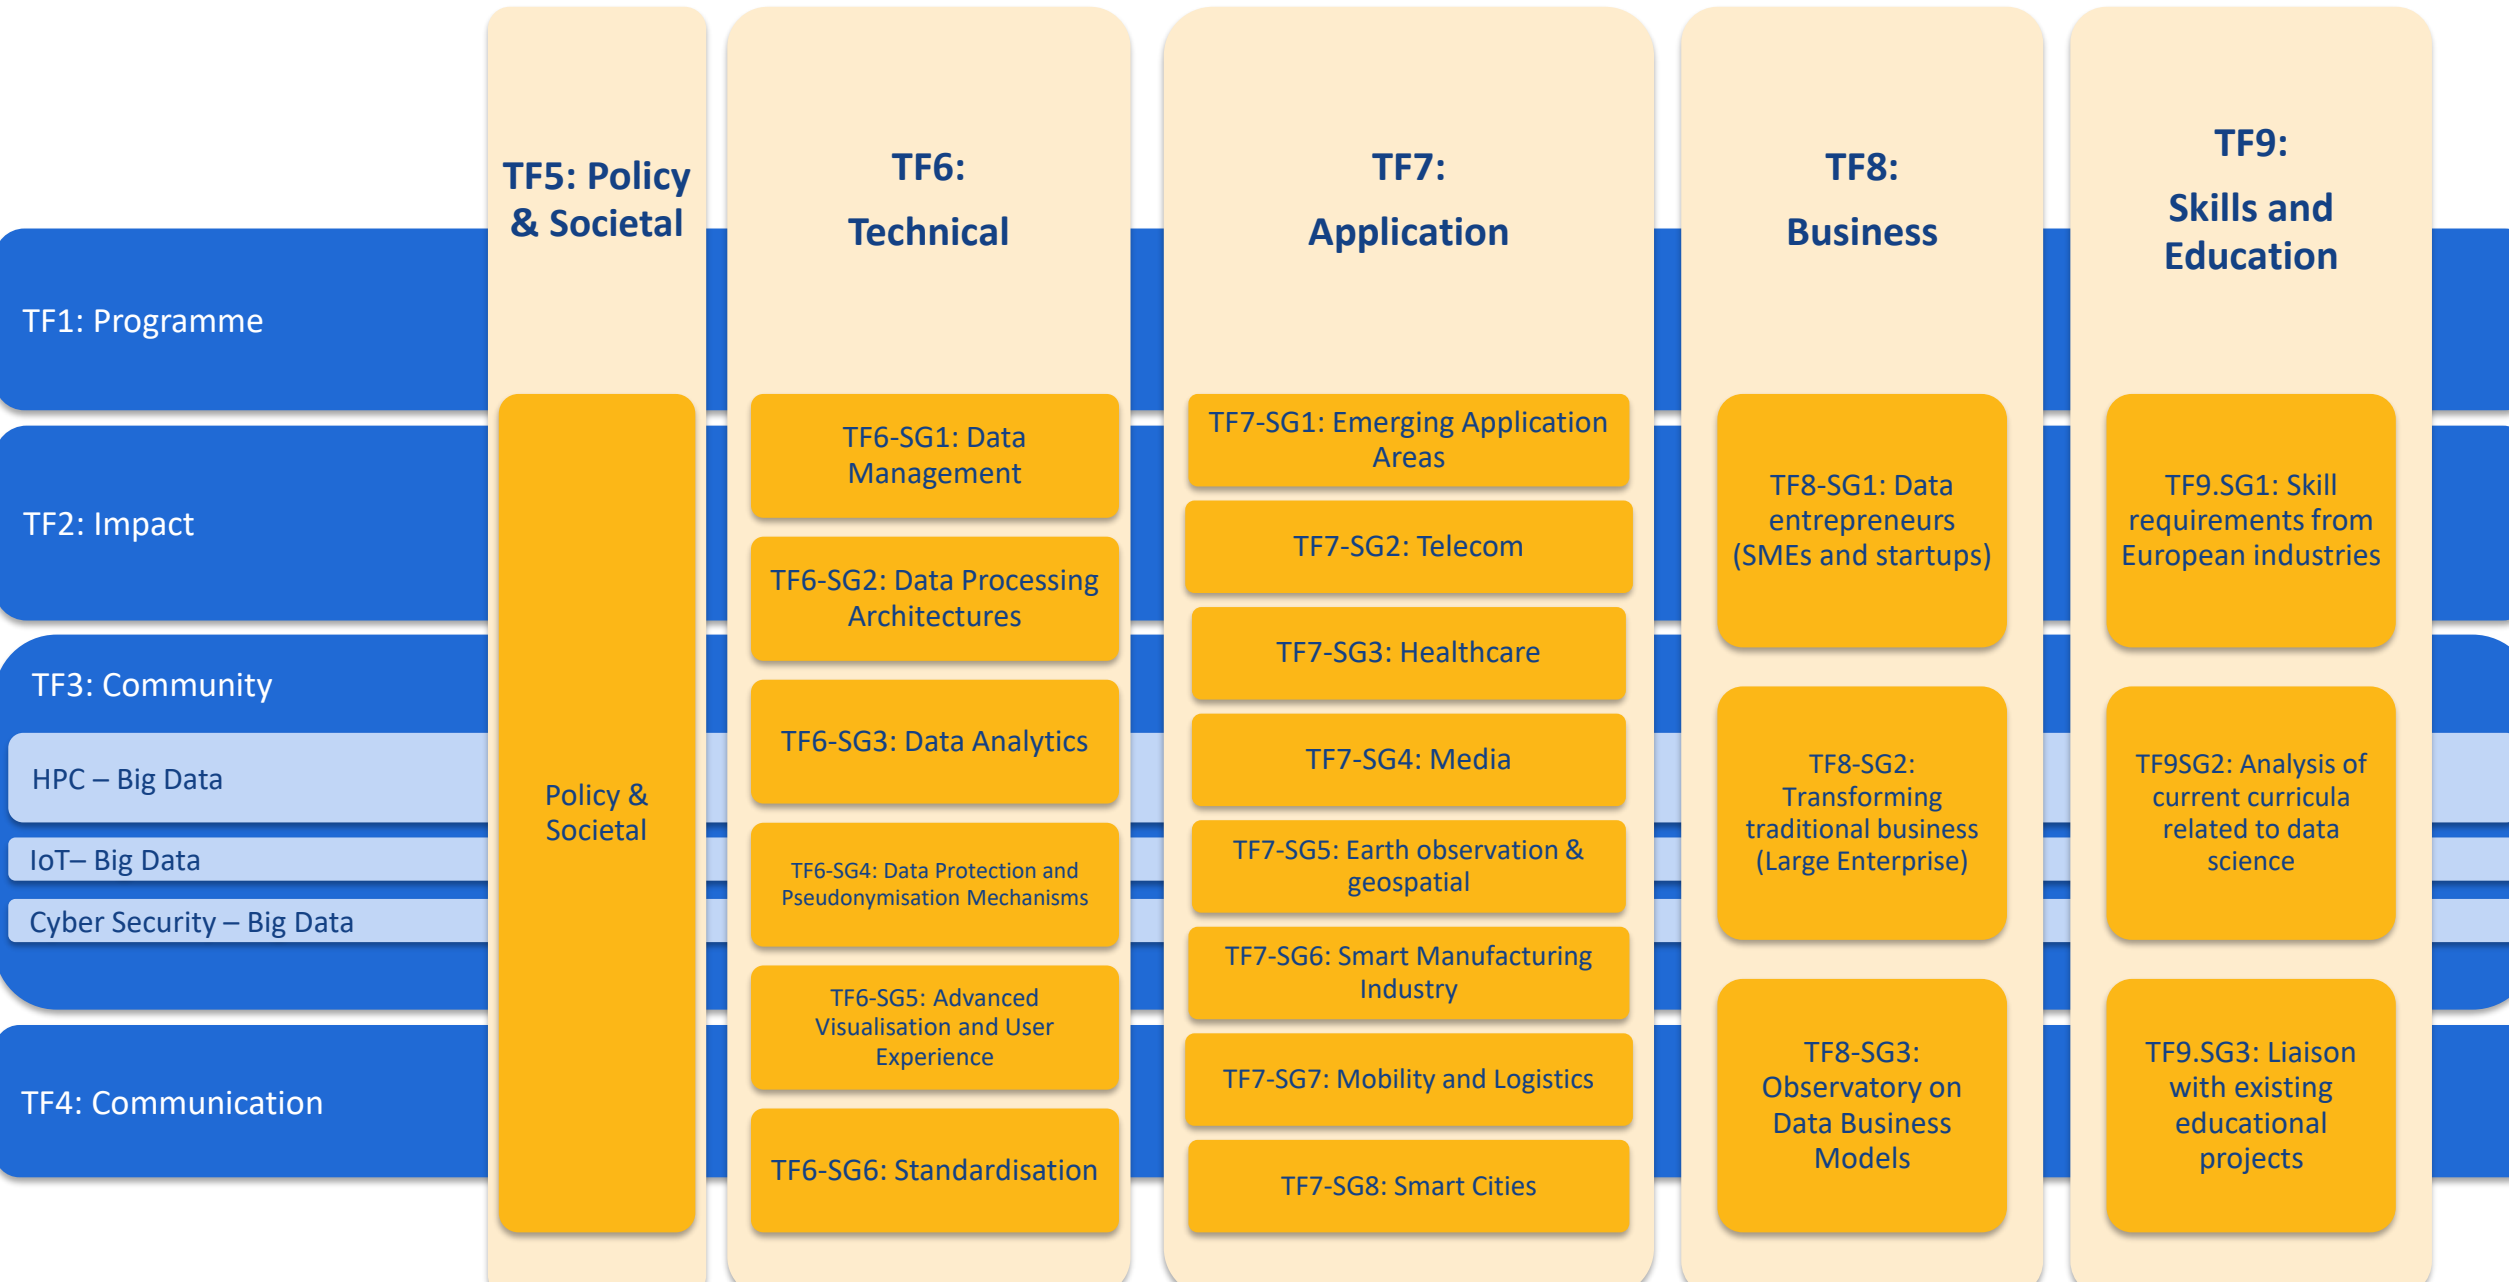 TF5: Policy
& Societal
TF6:
Technical
TF7:
Application
TF8:
Business
TF9:
Skills and
Education
TF1: Programme
TF2: Impact
TF3: Community
HPC – Big Data
IoT– Big Data
Cyber Security – Big Data
TF4: Communication
Policy &
Societal
TF6-SG1: Data
Management
TF6-SG2: Data Processing
Architectures
TF6-SG3: Data Analytics
TF6-SG4: Data Protection and
Pseudonymisation Mechanisms
TF6-SG5: Advanced
Visualisation and User
Experience
TF6-SG6: Standardisation
TF7-SG1: Emerging Application
Areas
TF7-SG2: Telecom
TF7-SG3: Healthcare
TF7-SG4: Media
TF7-SG5: Earth observation &
geospatial
TF7-SG6: Smart Manufacturing
Industry
TF7-SG7: Mobility and Logistics
TF7-SG8: Smart Cities
TF8-SG1: Data
entrepreneurs
(SMEs and startups)
TF8-SG2:
Transforming
traditional business
(Large Enterprise)
TF8-SG3:
Observatory on
Data Business
Models
TF9.SG1: Skill
requirements from
European industries
TF9SG2: Analysis of
current curricula
related to data
science
TF9.SG3: Liaison
with existing
educational
projects